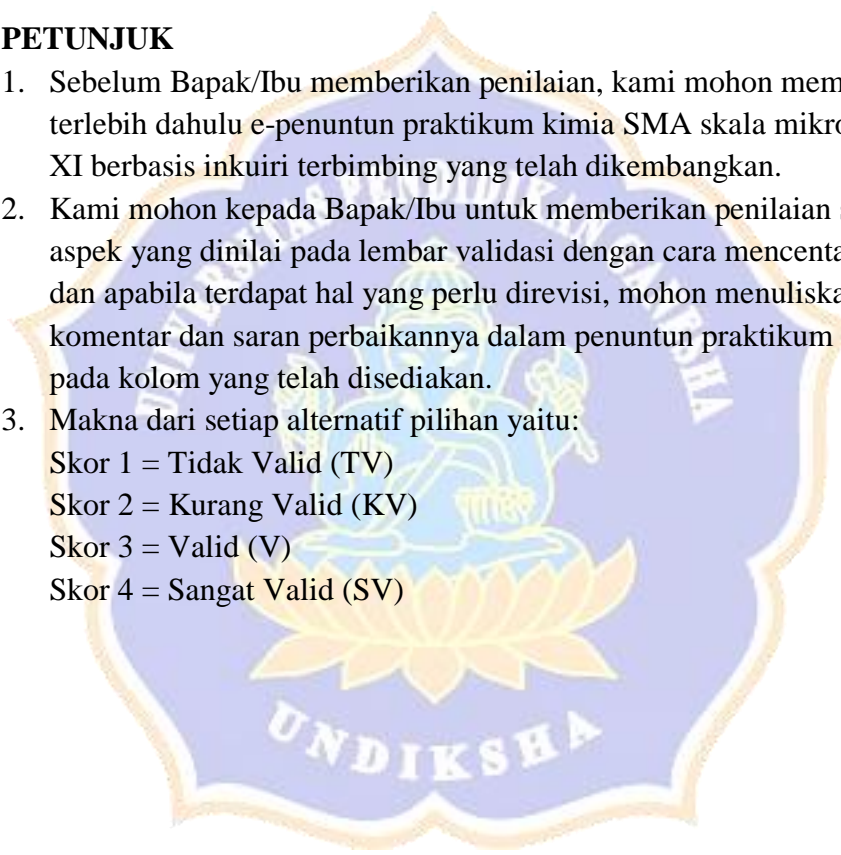 PETUNJUK
1. Sebelum Bapak/Ibu memberikan penilaian, kami mohon mem
terlebih dahulu e-penuntun praktikum kimia SMA skala mikro
XI berbasis inkuiri terbimbing yang telah dikembangkan.
2. Kami mohon kepada Bapak/Ibu untuk memberikan penilaian s
aspek yang dinilai pada lembar validasi dengan cara mencenta
dan apabila terdapat hal yang perlu direvisi, mohon menuliska
komentar dan saran perbaikannya dalam penuntun praktikum
pada kolom yang telah disediakan.
3. Makna dari setiap alternatif pilihan yaitu:
Skor 1 = Tidak Valid (TV)
Skor 2 = Kurang Valid (KV)
Skor 3 = Valid (V)
Skor 4 = Sangat Valid (SV)
UNIVERSITAS PENDIDIKAN GANESHA
UNDIKSHA